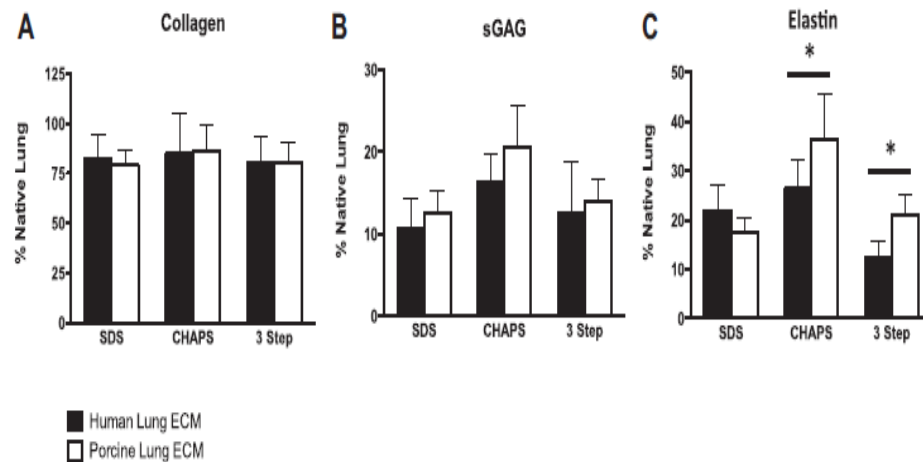 A
Collagen
% Native Lung
125
100
75
50
25
0
SDS CHAPS 3 Step
B
sGAG
% Native Lung
30
20
10
0
SDS CHAPS 3 Step
C
Elastin
* *
% Native Lung
50
40
30
20
10
0
SDS CHAPS 3 Step
Human Lung ECM
Porcine Lung ECM